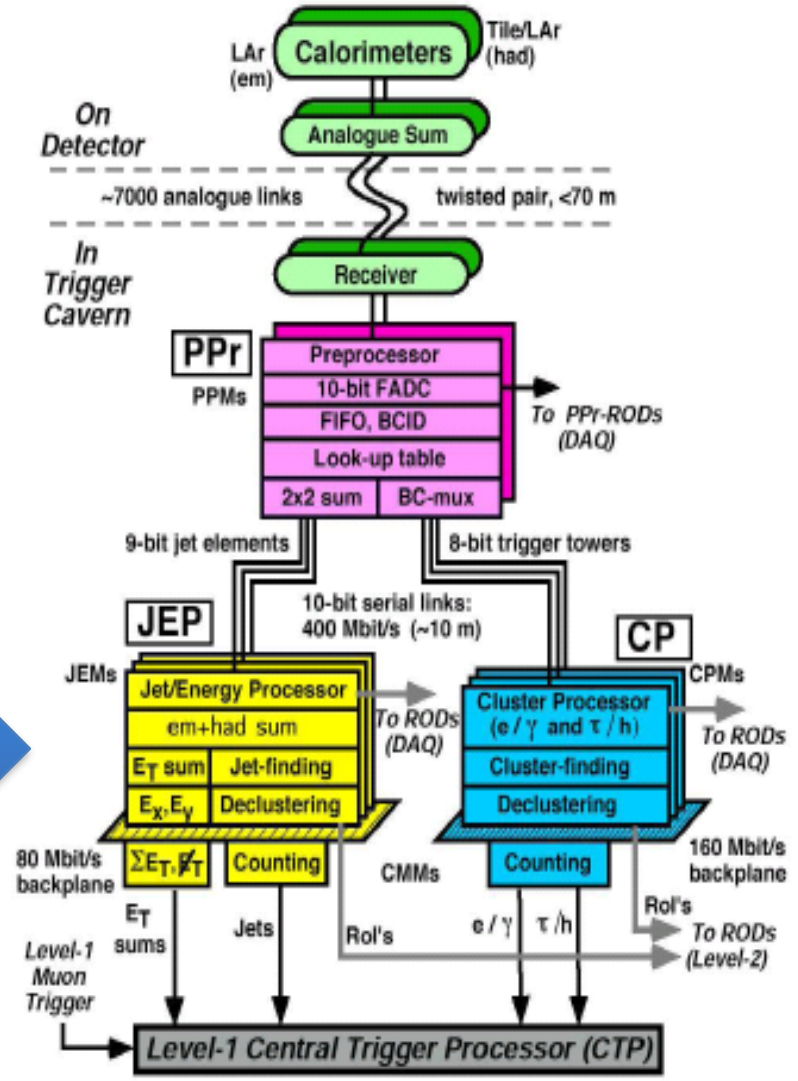 LAr
(em)
Calorimeters
Tile/LAr
(had)
On
Detector
Analogue Sum
~7000 analogue links
twisted pair, <70 m
In
Trigger
Cavern
Receiver
PPr
PPMs
Preprocessor
10-bit FADC
FIFO, BCID
Look-up table
2x2 sum
BC-mux
To PPr-RODs
(DAQ)
9-bit jet elements
8-bit trigger towers
10-bit serial links:
400 Mbit/s (~10 m)
JEP
JEMs
Jet/Energy Processor
em+had sum
ET sum
Jet-finding
Ex,Ey
Declustering
To RODs
(DAQ)
CP
CPMs
Cluster Processor
(e / γ and τ / h)
Cluster-finding
Declustering
To RODs
(DAQ)
80 Mbit/s
backplane
ΣET,E̸T
Counting
CMMs
Counting
160 Mbit/s
backplane
ET
sums
Jets
RoI's
e / γ
τ /h
RoI's
To RODs
(Level-2)
Level-1
Muon
Trigger
Level-1 Central Trigger Processor (CTP)